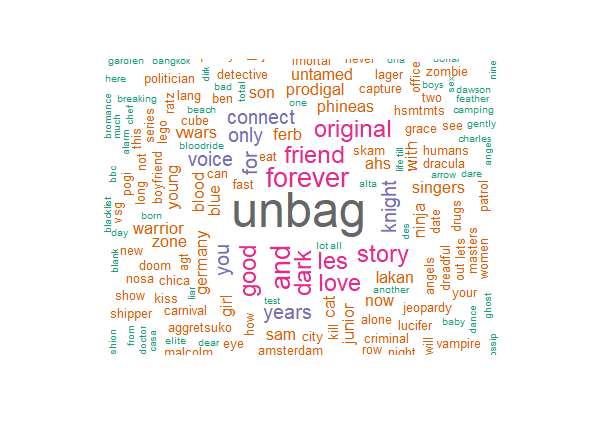 gardien bangkok imortal never dna dollar
here politician dirk detective untamed lager office zombie nine
breaking bad son prodigal capture boys sex dawson
bromance much chef series ratz lang ben total one phineas two feather
alarm lego cube beach connect original hsmtmts camping
this vwars only ferb grace see gently
not bloodride friend skam with humans charles
bbc pogi long boyfriend young voice for eat ahs life till dracula angel
blood can fast forever alta arrow dare
blacklist vsg born blue unbag knight singers patrol
day warrior des ninja date drugs
blank new zone you good and dark les lot all story out lets masters women
doom agt germany love lakan angels dreadful
nosa chica liar another your
show kiss girl test years cat now jeopardy ghost
shipper carnival how junior alone lucifer baby dance
aggretsuko sam city kill criminal will
shion from doctor casa elite dear eye row vampire gossip
malcolm amsterdam night